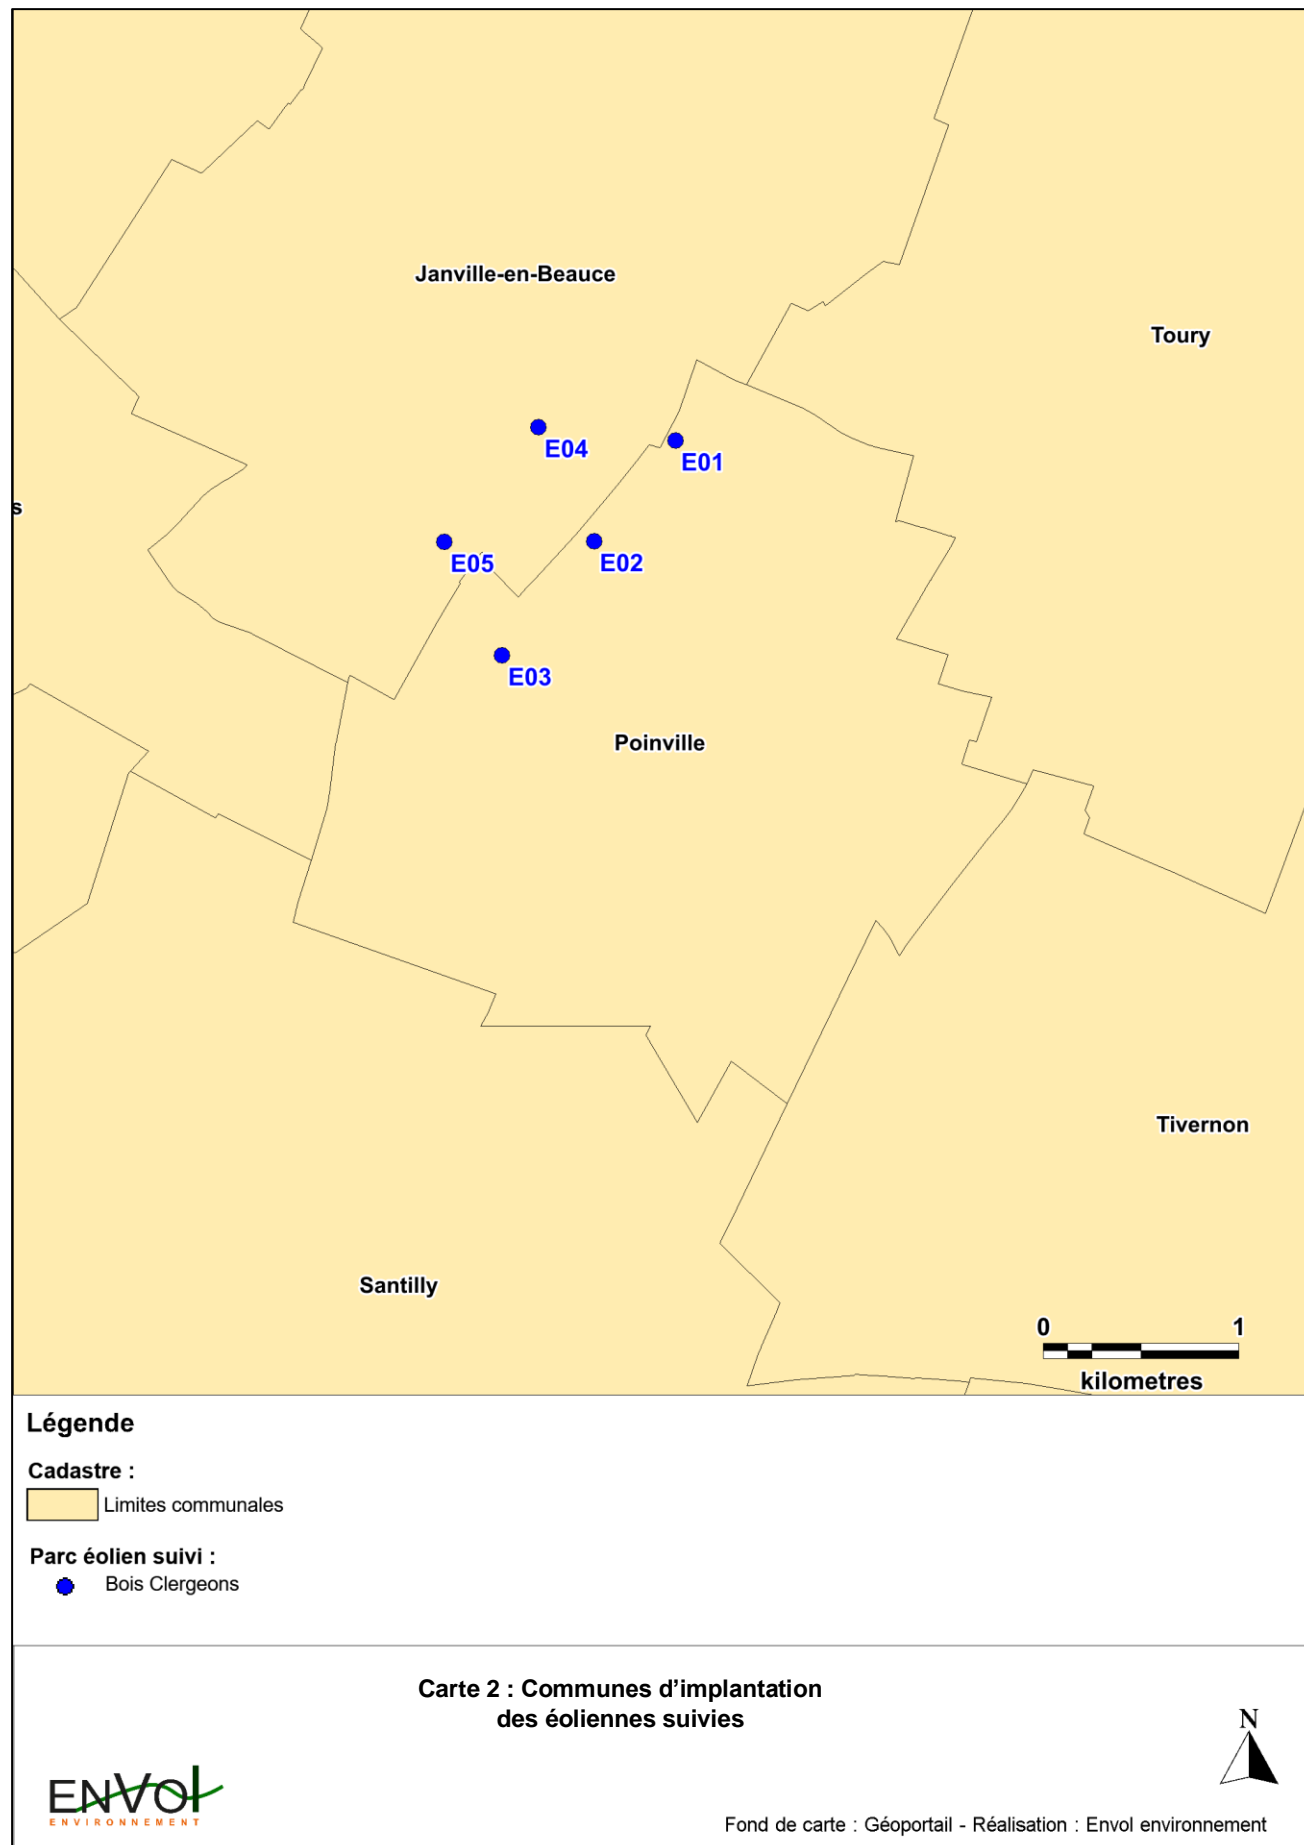 Janville-en-Beauce
Toury
E04
E01
s
E05
E02
E03
Poinville
Tivernon
Santilly
0 1
kilometres
Légende
Cadastre :
Limites communales
Parc éolien suivi :
Bois Clergeons
Carte 2 : Communes d'implantation
des éoliennes suivies
N
ENVOL
ENVIRONNEMENT
Fond de carte : Géoportail - Réalisation : Envol environnement